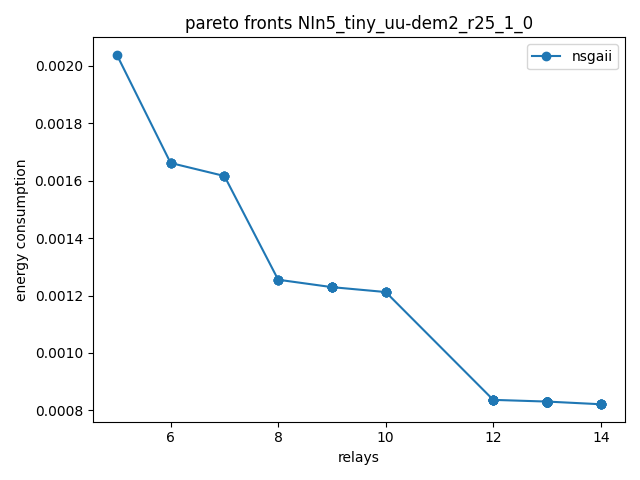 pareto fronts NIn5_tiny_uu-dem2_r25_1_0
nsgaii
energy consumption
0.0020
0.0018
0.0016
0.0014
0.0012
0.0010
0.0008
6 8 10 12 14
relays